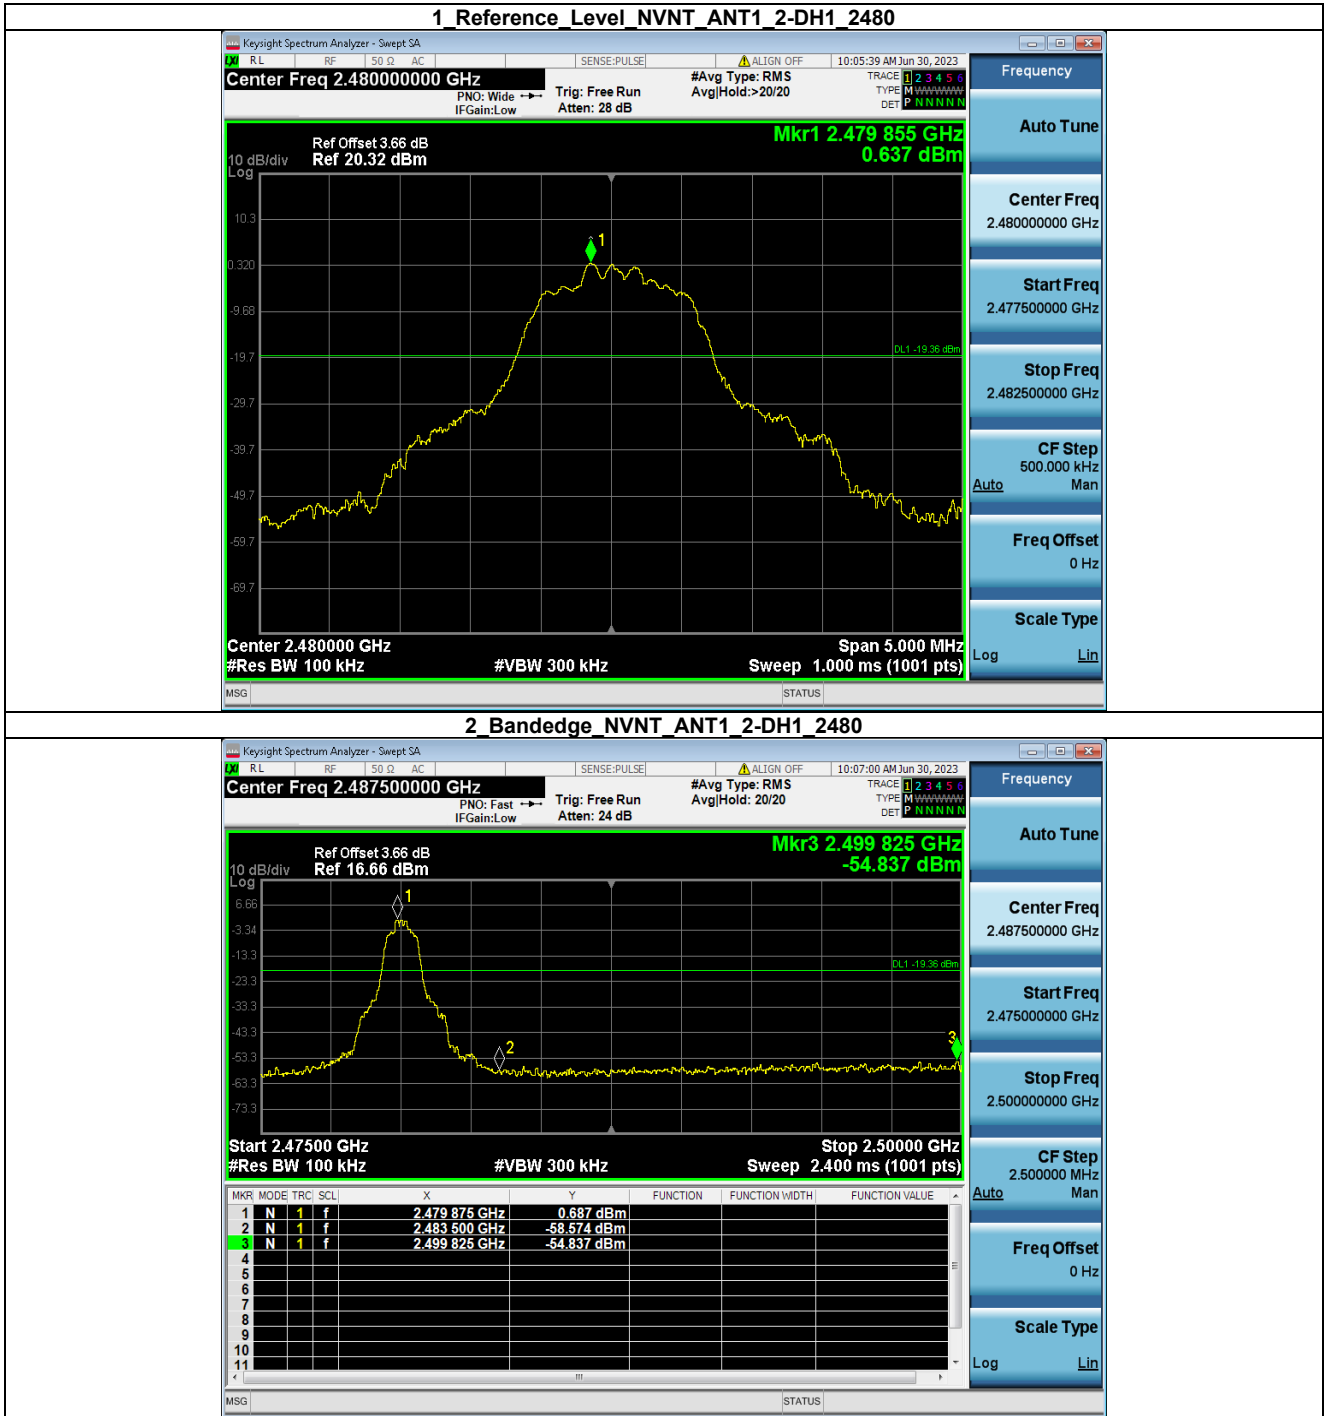 1_Reference_Level_NVNT_ANT1_2-DH1_2480
Keysight Spectrum Analyzer - Swept SA
LXI RL RF 50 Ω AC SENSE:PULSE ALIGN OFF 10:05:39 AM Jun 30, 2023
Center Freq 2.480000000 GHz
PNO: Wide
IFGain:Low
Trig: Free Run
Atten: 28 dB
#Avg Type: RMS
Avg|Hold:>20/20
TRACE 1 2 3 4 5 6
TYPE M WWWWW
DET P N N N N N
Ref Offset 3.66 dB
10 dB/div Ref 20.32 dBm
Log
Mkr1 2.479 855 GHz
0.637 dBm
1
10.3
0.320
-9.68
-19.7
DL1 -19.36 dBm
-29.7
-39.7
-49.7
-59.7
-69.7
Center 2.480000 GHz Span 5.000 MHz
#Res BW 100 kHz #VBW 300 kHz Sweep 1.000 ms (1001 pts)
MSG STATUS
Frequency
Auto Tune
Center Freq
2.480000000 GHz
Start Freq
2.477500000 GHz
Stop Freq
2.482500000 GHz
CF Step
500.000 kHz
Auto Man
Freq Offset
0 Hz
Scale Type
Log Lin
2_Bandedge_NVNT_ANT1_2-DH1_2480
Keysight Spectrum Analyzer - Swept SA
LXI RL RF 50 Ω AC SENSE:PULSE ALIGN OFF 10:07:00 AM Jun 30, 2023
Center Freq 2.487500000 GHz
PNO: Fast
IFGain:Low
Trig: Free Run
Atten: 24 dB
#Avg Type: RMS
Avg|Hold: 20/20
TRACE 1 2 3 4 5 6
TYPE M WWWWW
DET P N N N N N
Ref Offset 3.66 dB
10 dB/div Ref 16.66 dBm
Log
Mkr3 2.499 825 GHz
-54.837 dBm
1
6.66
-3.34
-13.3
DL1 -19.36 dBm
-23.3
-33.3
-43.3
2
3
-53.3
-63.3
-73.3
Start 2.47500 GHz Stop 2.50000 GHz
#Res BW 100 kHz #VBW 300 kHz Sweep 2.400 ms (1001 pts)
MKR MODE TRC SCL X Y FUNCTION FUNCTION WIDTH FUNCTION VALUE
1 N 1 f 2.479 875 GHz 0.687 dBm
2 N 1 f 2.483 500 GHz -58.574 dBm
3 N 1 f 2.499 825 GHz -54.837 dBm
4
5
6
7
8
9
10
11
MSG STATUS
Frequency
Auto Tune
Center Freq
2.487500000 GHz
Start Freq
2.475000000 GHz
Stop Freq
2.500000000 GHz
CF Step
2.500000 MHz
Auto Man
Freq Offset
0 Hz
Scale Type
Log Lin